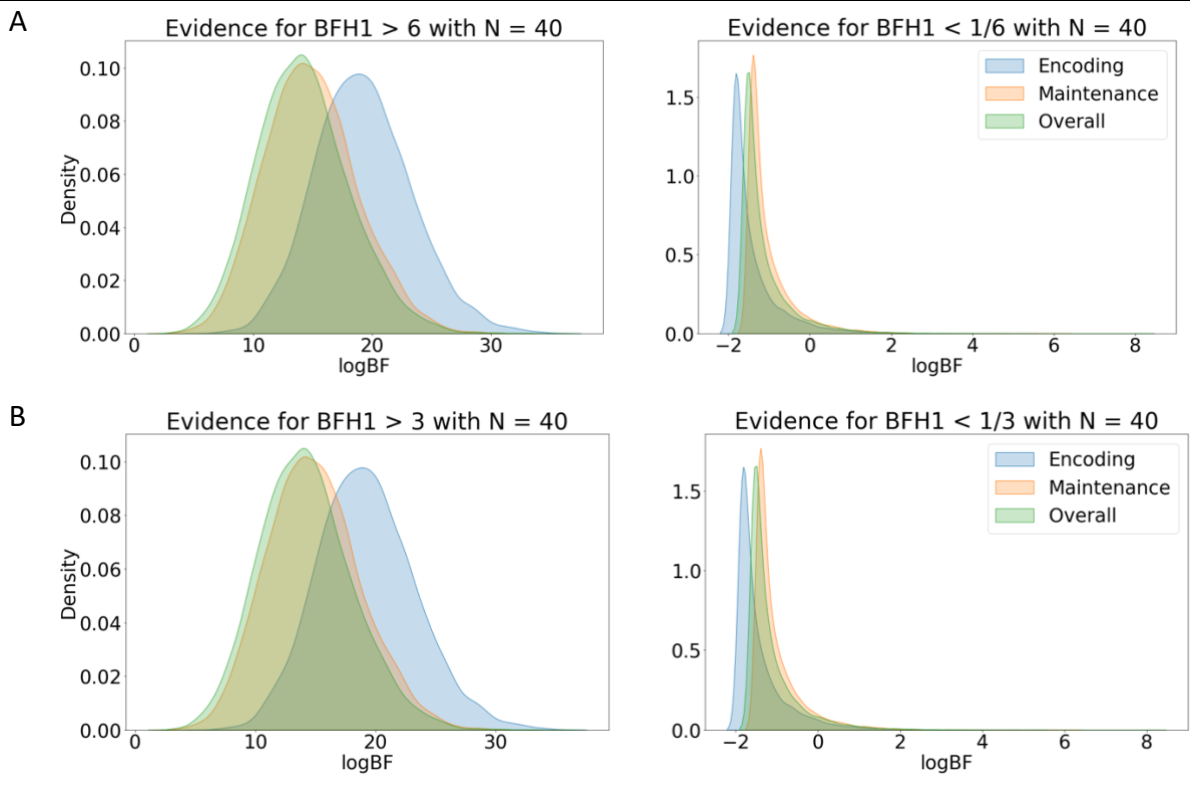 A
Evidence for BFH1 > 6 with N = 40
Density
0.10
0.08
0.06
0.04
0.02
0.00
0 10 20 30
logBF
Evidence for BFH1 < 1/6 with N = 40
Encoding
Maintenance
Overall
1.5
1.0
0.5
0.0
−2 0 2 4 6 8
logBF
B
Evidence for BFH1 > 3 with N = 40
Density
0.10
0.08
0.06
0.04
0.02
0.00
0 10 20 30
logBF
Evidence for BFH1 < 1/3 with N = 40
Encoding
Maintenance
Overall
1.5
1.0
0.5
0.0
−2 0 2 4 6 8
logBF